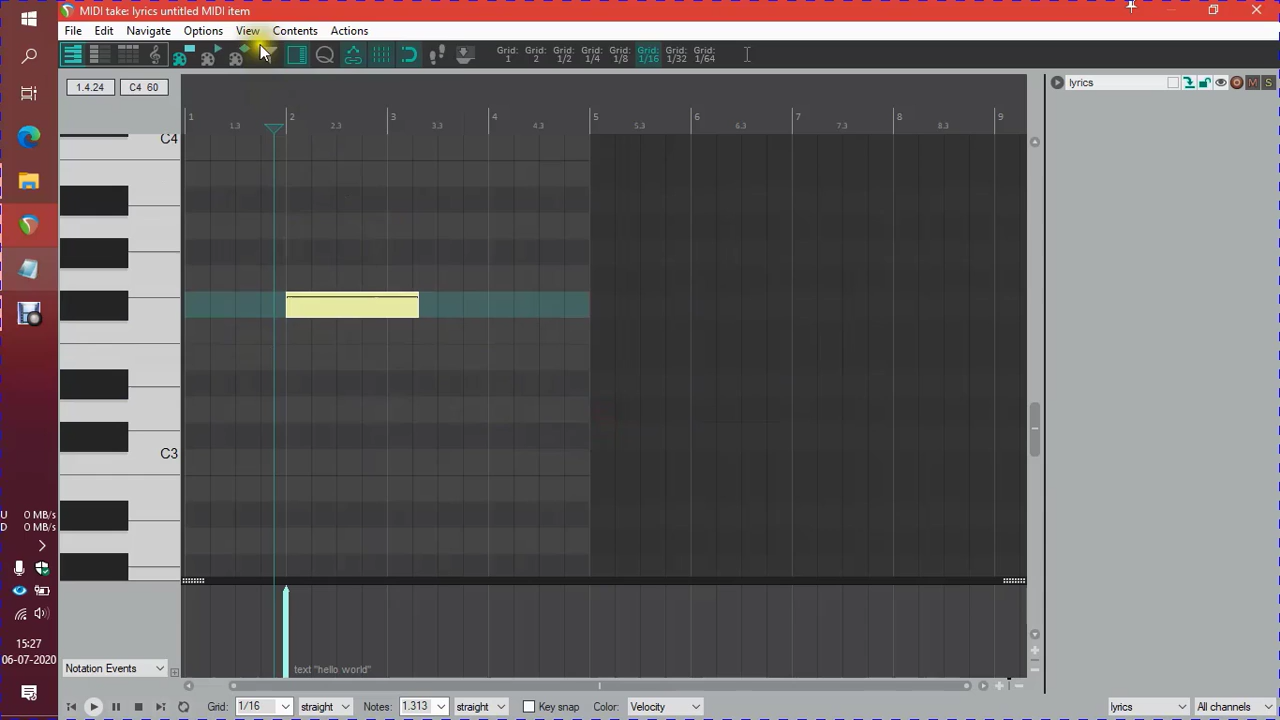 MIDI take: lyrics untitled MIDI item
File Edit Navigate Options View Contents Actions
Grid: 1 Grid: 2 Grid: 1/2 Grid: 1/4 Grid: 1/8 Grid: 1/16 Grid: 1/32 Grid: 1/64
1.4.24 C4 60
lyrics M S
1 2 3 4 5 6 7 8 9
1.3 2.3 3.3 4.3 5.3 6.3 7.3 8.3
C4
C3
U 0 MB/s
D 0 MB/s
15:27
06-07-2020
text "hello world"
Notation Events
Grid: 1/16 straight Notes: 1.313 straight Key snap Color: Velocity lyrics All channels